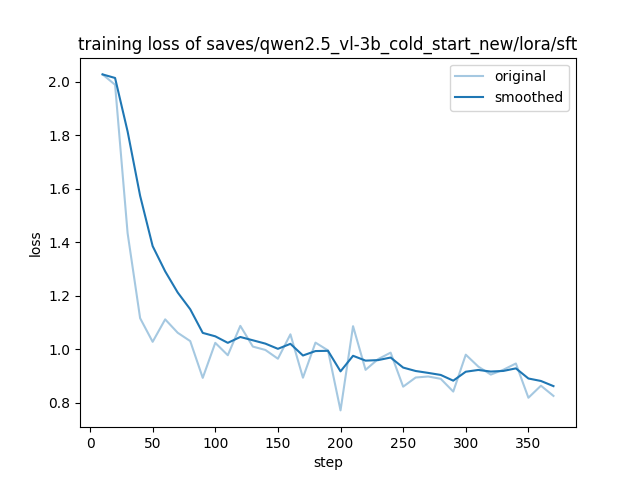 training loss of saves/qwen2.5_vl-3b_cold_start_new/lora/sft
original
smoothed
2.0
1.8
1.6
1.4
1.2
1.0
0.8
loss
0 50 100 150 200 250 300 350
step